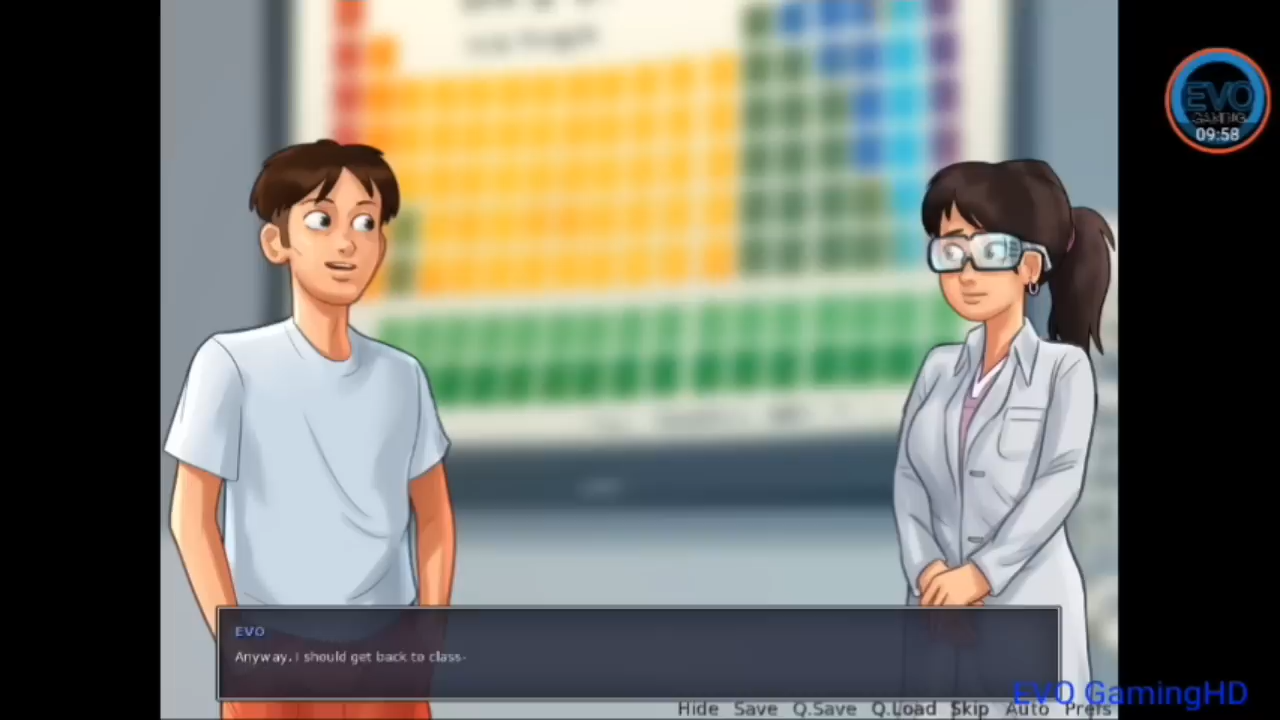 EVO
GAMING
09:58
EVO
Anyway, I should get back to class-
EVO GamingHD
Hide Save Q.Save Q.Load Skip Auto Prefs